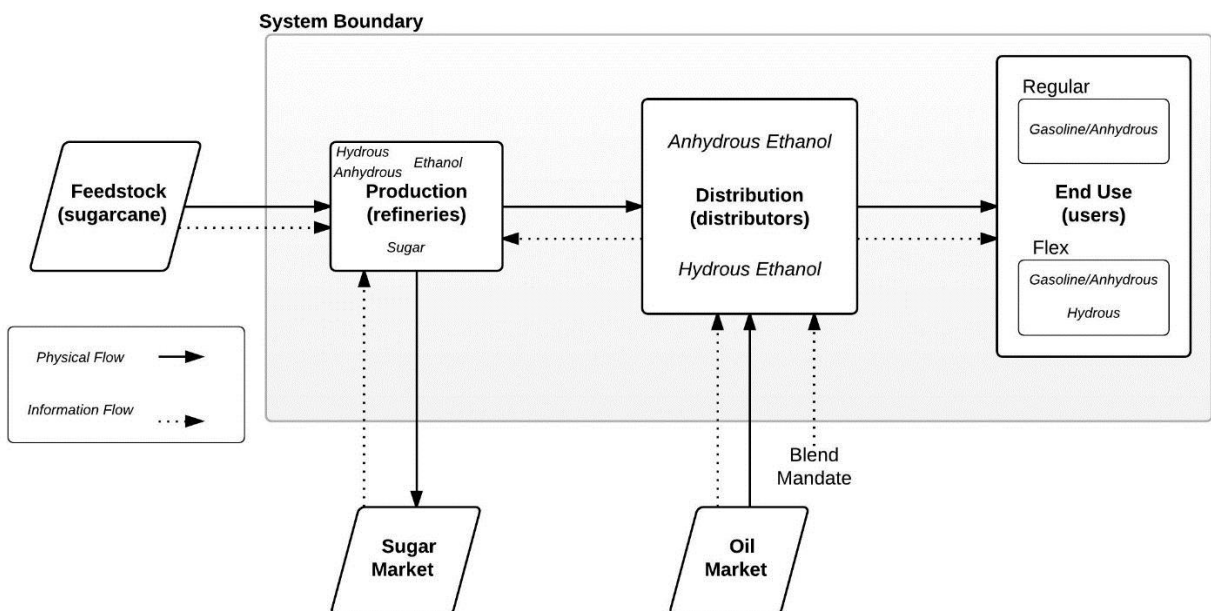 System Boundary
Feedstock
(sugarcane)
Hydrous
Anhydrous
Ethanol
Production
(refineries)
Sugar
Anhydrous Ethanol
Distribution
(distributors)
Hydrous Ethanol
Regular
Gasoline/Anhydrous
End Use
(users)
Flex
Gasoline/Anhydrous
Hydrous
Physical Flow
Information Flow
Blend
Mandate
Sugar
Market
Oil
Market